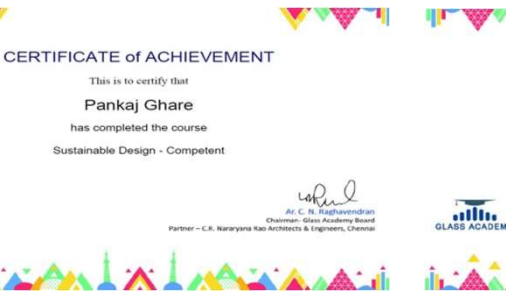 CERTIFICATE of ACHIEVEMENT
This is to certify that
Pankaj Ghare
has completed the course
Sustainable Design - Competent
Ar. C. N. Raghavendran
Chairman- Glass Academy Board
Partner – C.R. Nararyana Rao Architects & Engineers, Chennai
GLASS ACADEM